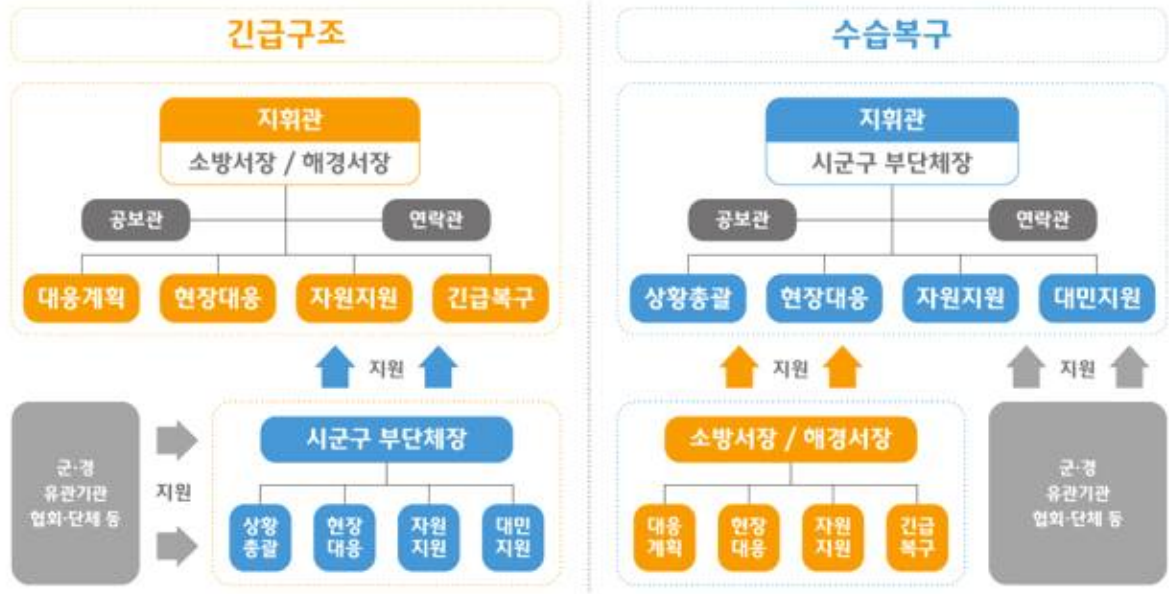 긴급구조
지휘관
소방서장 / 해경서장
공보관
연락관
대응계획
현장대응
자원지원
긴급복구
지원
군·경
유관기관
협회·단체 등
지원
시군구 부단체장
상황
총괄
현장
대응
자원
지원
대민
지원
수습복구
지휘관
시군구 부단체장
공보관
연락관
상황총괄
현장대응
자원지원
대민지원
지원
지원
소방서장 / 해경서장
대응
계획
현장
대응
자원
지원
긴급
복구
군·경
유관기관
협회·단체 등